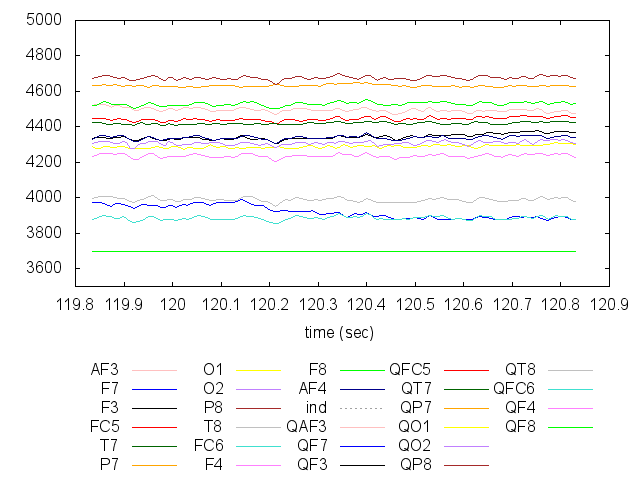 5000
4800
4600
4400
4200
4000
3800
3600
119.8 119.9 120 120.1 120.2 120.3 120.4 120.5 120.6 120.7 120.8 120.9
time (sec)
AF3 O1 F8 QFC5 QT8
F7 O2 AF4 QT7 QFC6
F3 P8 ind QP7 QF4
FC5 T8 QAF3 QO1 QF8
T7 FC6 QF7 QO2
P7 F4 QF3 QP8